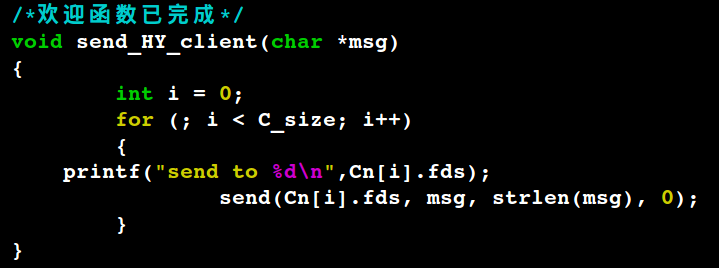 /*欢迎函数已完成*/
void send_HY_client(char *msg)
{
        int i = 0;
        for (; i < C_size; i++)
        {
    printf("send to %d\n",Cn[i].fds);
                send(Cn[i].fds, msg, strlen(msg), 0);
        }
}